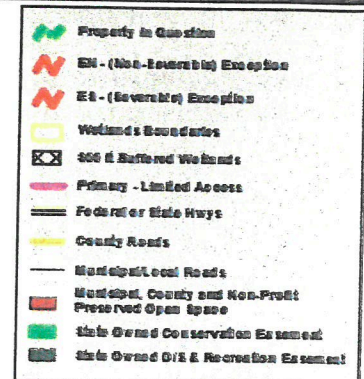 Property In Question
EN - (Non-Severable) Exception
ES - (Severable) Exception
Wetlands Boundaries
300 ft Buffered Wetlands
Primary - Limited Access
Federal or State Hwys
County Roads
Municipal/Local Roads
Municipal, County and Non-Profit
Preserved Open Space
State Owned Conservation Easement
State Owned O/S & Recreation Easement